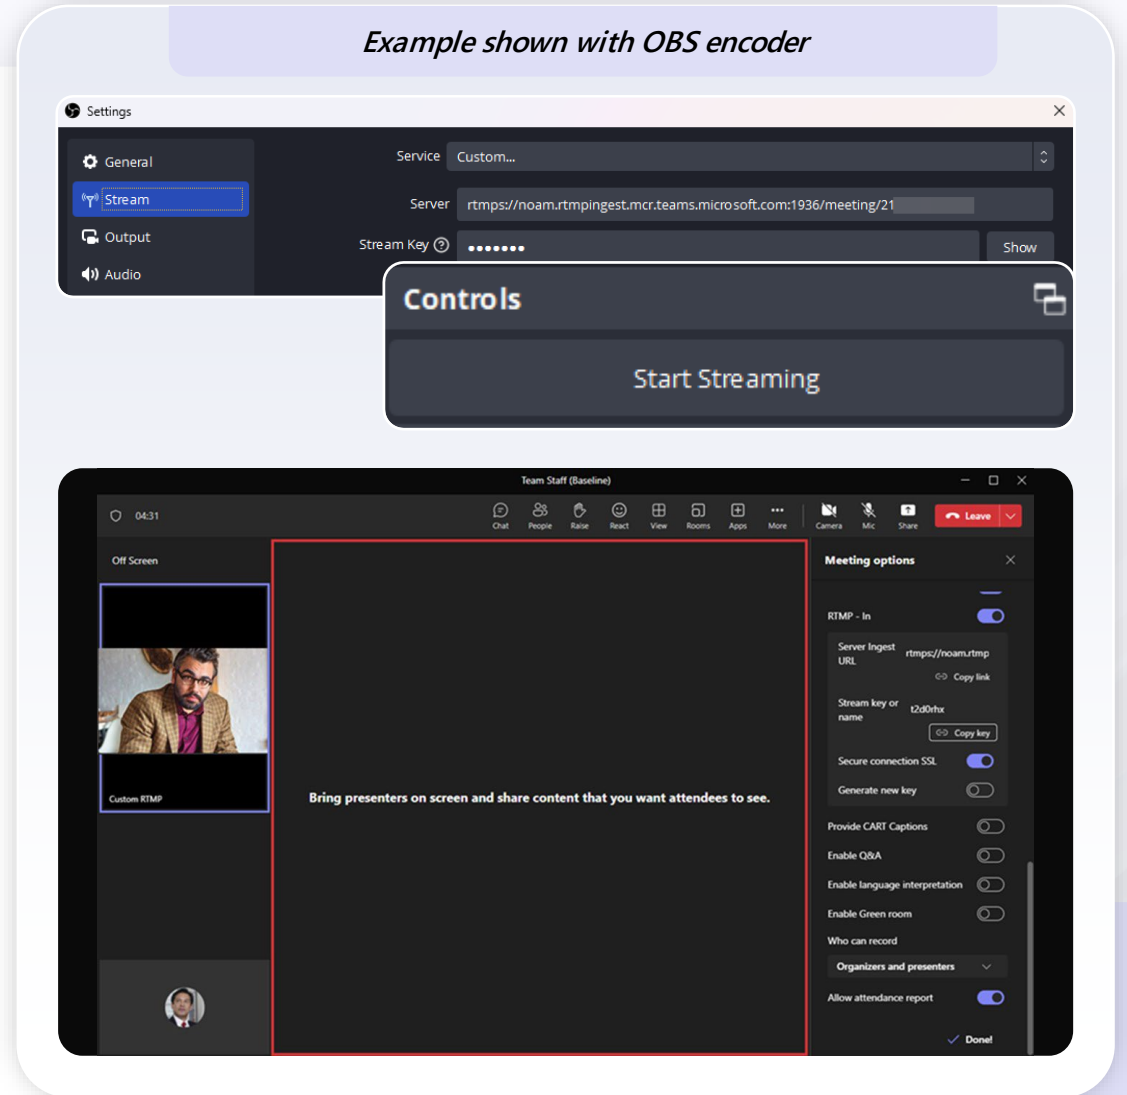 Example shown with OBS encoder
Settings
General
Stream
Output
Audio
Service
Custom...
Server
rtmps://noam.rtmpingest.mcr.teams.microsoft.com:1936/meeting/21
Stream Key
•••••••
Show
Controls
Start Streaming
Team Staff (Baseline)
04:31
Chat
People
Raise
React
View
Rooms
Apps
More
Camera
Mic
Share
Leave
Off Screen
Custom RTMP
Bring presenters on screen and share content that you want attendees to see.
Meeting options
RTMP - In
Server Ingest
URL
rtmps://noam.rtmp
Copy link
Stream key or
name
t2d0rhx
Copy key
Secure connection SSL
Generate new key
Provide CART Captions
Enable Q&A
Enable language interpretation
Enable Green room
Who can record
Organizers and presenters
Allow attendance report
Done!